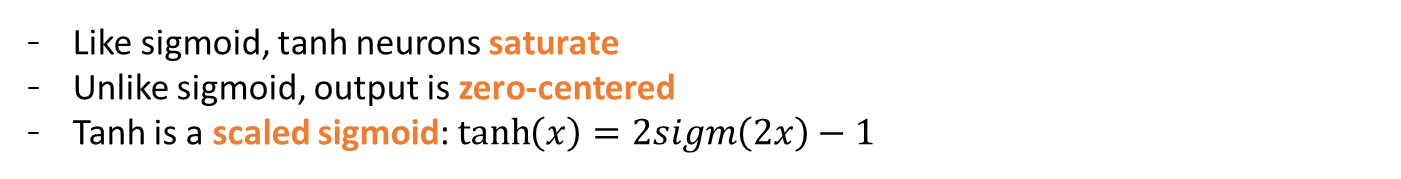 - Like sigmoid, tanh neurons saturate
- Unlike sigmoid, output is zero-centered
- Tanh is a scaled sigmoid: tanh(x) = 2sigm(2x) − 1